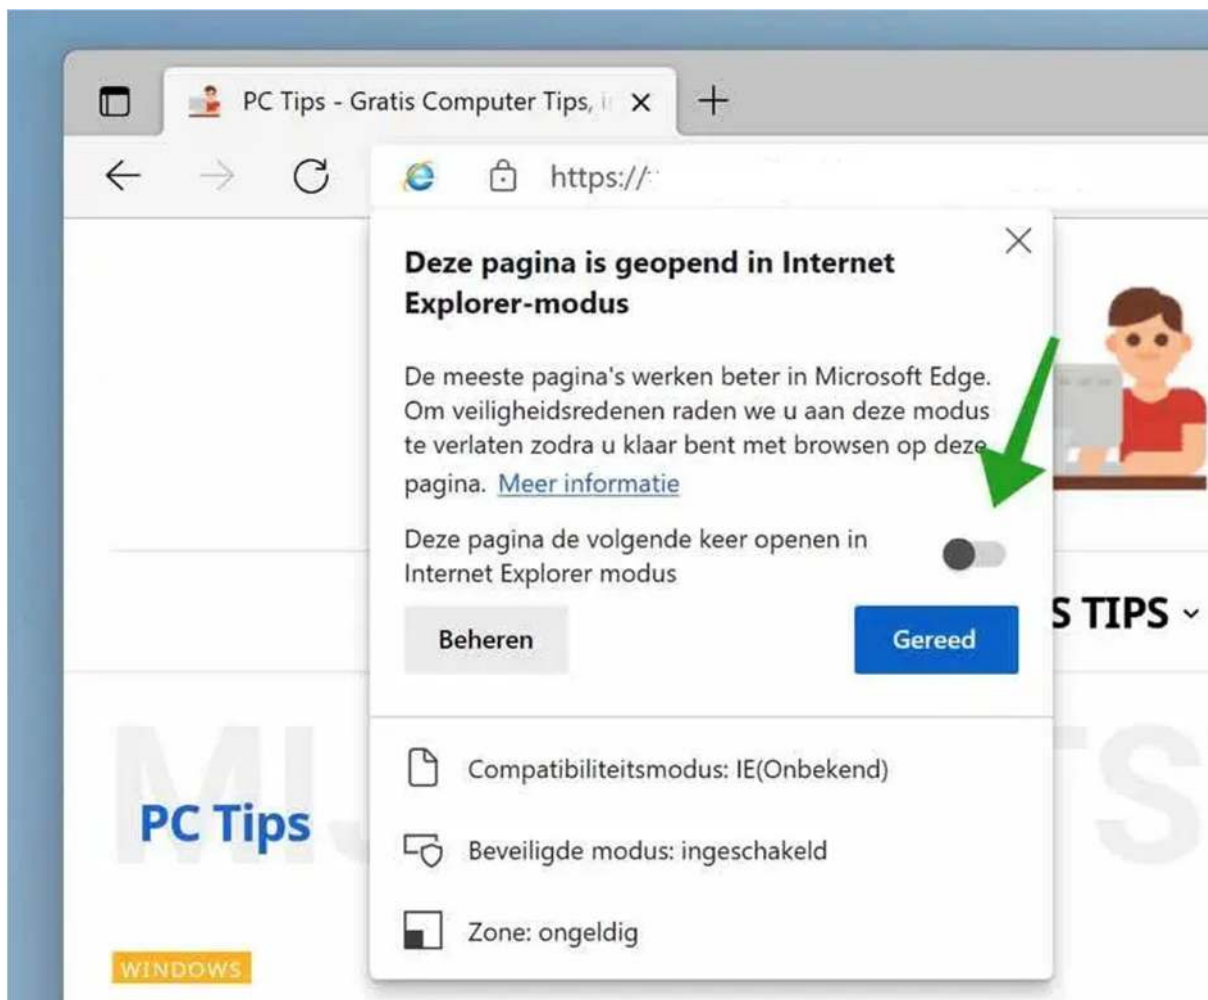 PC Tips - Gratis Computer Tips, i
https://
Deze pagina is geopend in Internet
Explorer-modus
De meeste pagina's werken beter in Microsoft Edge.
Om veiligheidsredenen raden we u aan deze modus
te verlaten zodra u klaar bent met browsen op deze
pagina. Meer informatie
Deze pagina de volgende keer openen in
Internet Explorer modus
Beheren
Gereed
S TIPS
Compatibiliteitsmodus: IE(Onbekend)
PC Tips
Beveiligde modus: ingeschakeld
Zone: ongeldig
WINDOWS